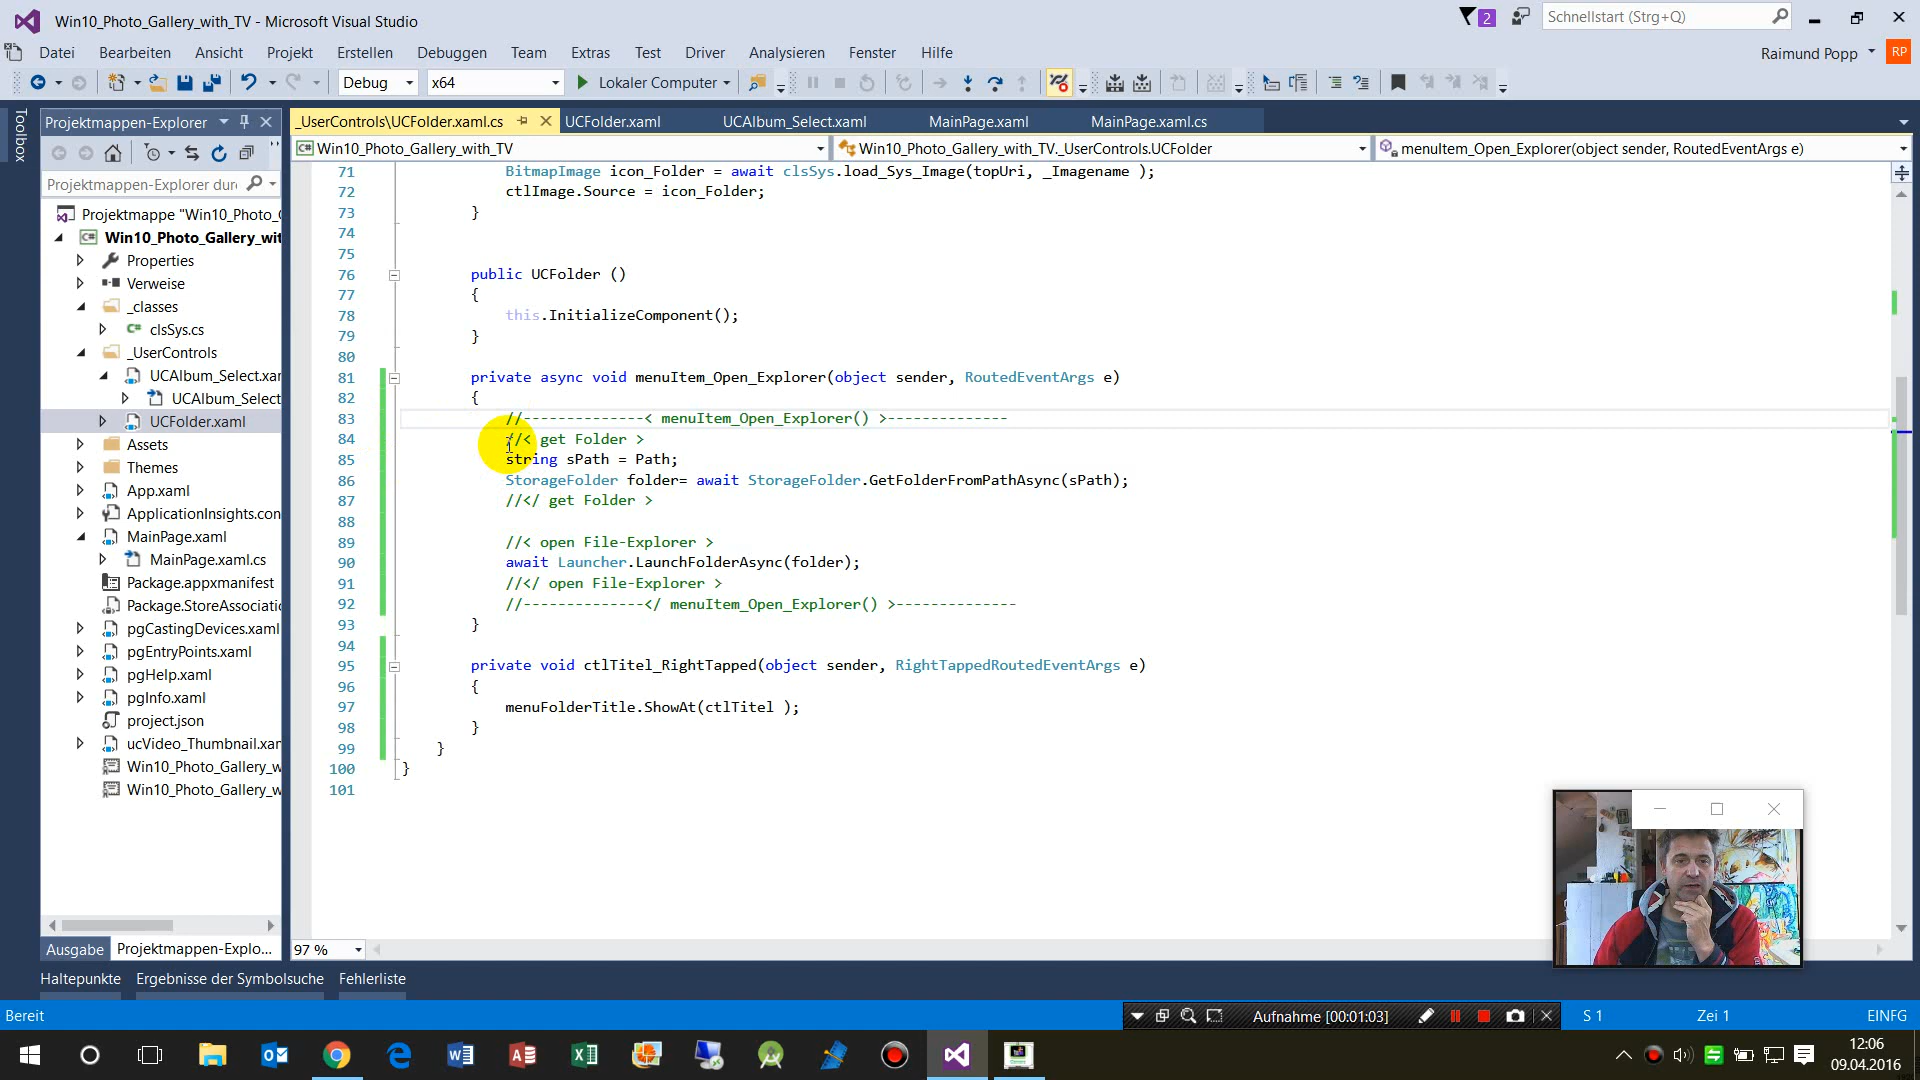 Win10_Photo_Gallery_with_TV - Microsoft Visual Studio
2
Schnellstart (Strg+Q)
Datei Bearbeiten Ansicht Projekt Erstellen Debuggen Team Extras Test Driver Analysieren Fenster Hilfe
Raimund Popp
RP
Debug x64 Lokaler Computer
Toolbox
Projektmappen-Explorer
_UserControls\UCFolder.xaml.cs UCFolder.xaml UCAlbum_Select.xaml MainPage.xaml MainPage.xaml.cs
Win10_Photo_Gallery_with_TV
Win10_Photo_Gallery_with_TV._UserControls.UCFolder
menuItem_Open_Explorer(object sender, RoutedEventArgs e)
Projektmappen-Explorer dur
Projektmappe "Win10_Photo_
Win10_Photo_Gallery_wit
Properties
Verweise
_classes
clsSys.cs
_UserControls
UCAlbum_Select.xar
UCAlbum_Select
UCFolder.xaml
Assets
Themes
App.xaml
ApplicationInsights.con
MainPage.xaml
MainPage.xaml.cs
Package.appxmanifest
Package.StoreAssociatic
pgCastingDevices.xaml
pgEntryPoints.xaml
pgHelp.xaml
pgInfo.xaml
project.json
ucVideo_Thumbnail.xar
Win10_Photo_Gallery_w
Win10_Photo_Gallery_w
71 BitmapImage icon_Folder = await clsSys.load_Sys_Image(topUri, _Imagename );
72 ctlImage.Source = icon_Folder;
73 }
74
75
76 public UCFolder ()
77 {
78 this.InitializeComponent();
79 }
80
81 private async void menuItem_Open_Explorer(object sender, RoutedEventArgs e)
82 {
83 //--------------< menuItem_Open_Explorer() >--------------
84 //< get Folder >
85 string sPath = Path;
86 StorageFolder folder= await StorageFolder.GetFolderFromPathAsync(sPath);
87 //</ get Folder >
88
89 //< open File-Explorer >
90 await Launcher.LaunchFolderAsync(folder);
91 //</ open File-Explorer >
92 //--------------</ menuItem_Open_Explorer() >--------------
93 }
94
95 private void ctlTitel_RightTapped(object sender, RightTappedRoutedEventArgs e)
96 {
97 menuFolderTitle.ShowAt(ctlTitel );
98 }
99 }
100 }
101
Ausgabe Projektmappen-Explo...
97 %
Haltepunkte Ergebnisse der Symbolsuche Fehlerliste
Bereit
Aufnahme [00:01:03]
S 1 Zei 1 EINFG
12:06
09.04.2016